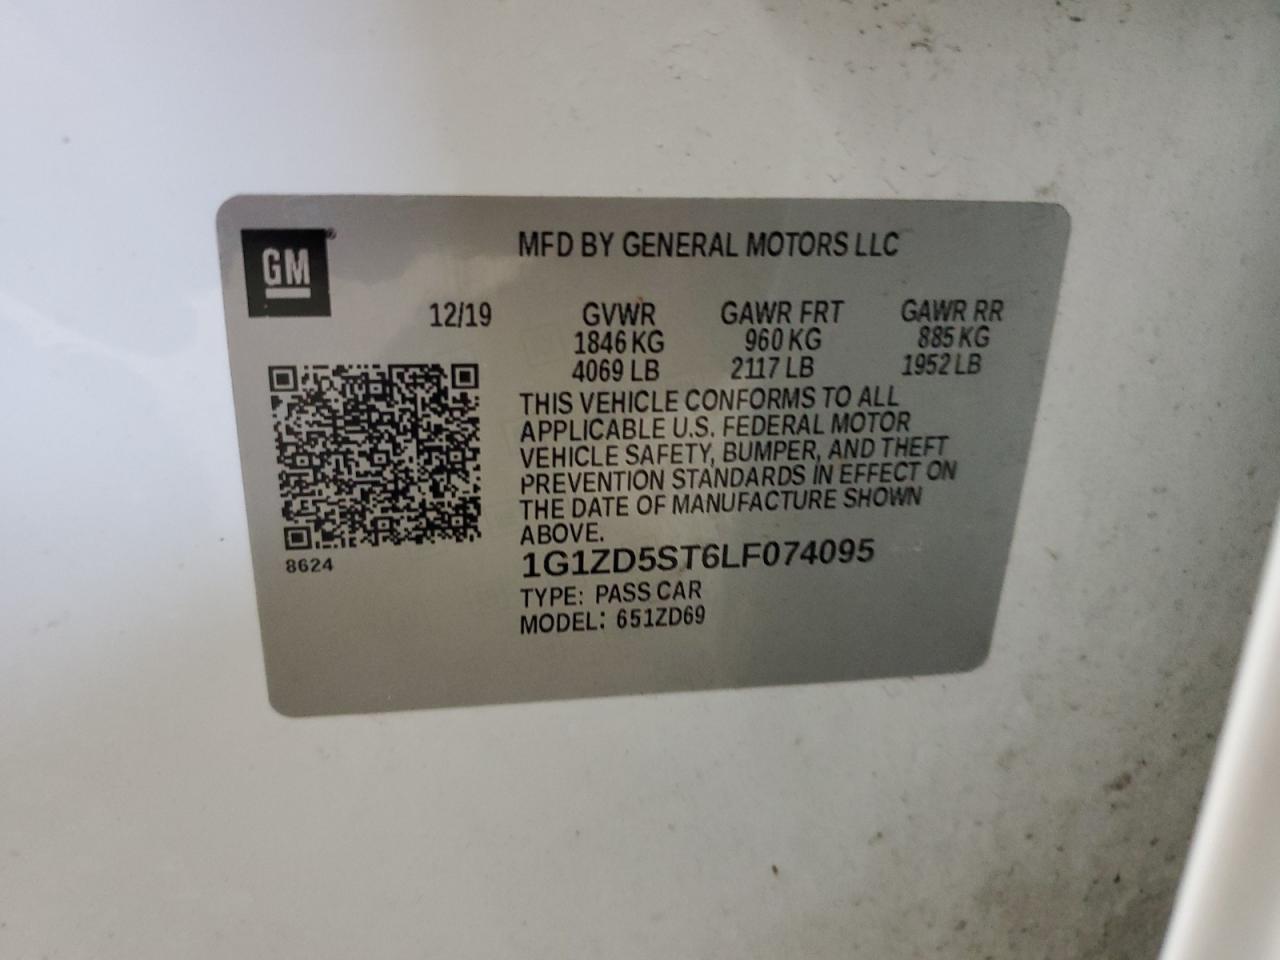 GM®
MFD BY GENERAL MOTORS LLC
12/19 GVWR GAWR FRT GAWR RR
1846 KG 960 KG 885 KG
4069 LB 2117 LB 1952 LB
THIS VEHICLE CONFORMS TO ALL
APPLICABLE U.S. FEDERAL MOTOR
VEHICLE SAFETY, BUMPER, AND THEFT
PREVENTION STANDARDS IN EFFECT ON
THE DATE OF MANUFACTURE SHOWN
ABOVE.
8624
1G1ZD5ST6LF074095
TYPE: PASS CAR
MODEL: 651ZD69